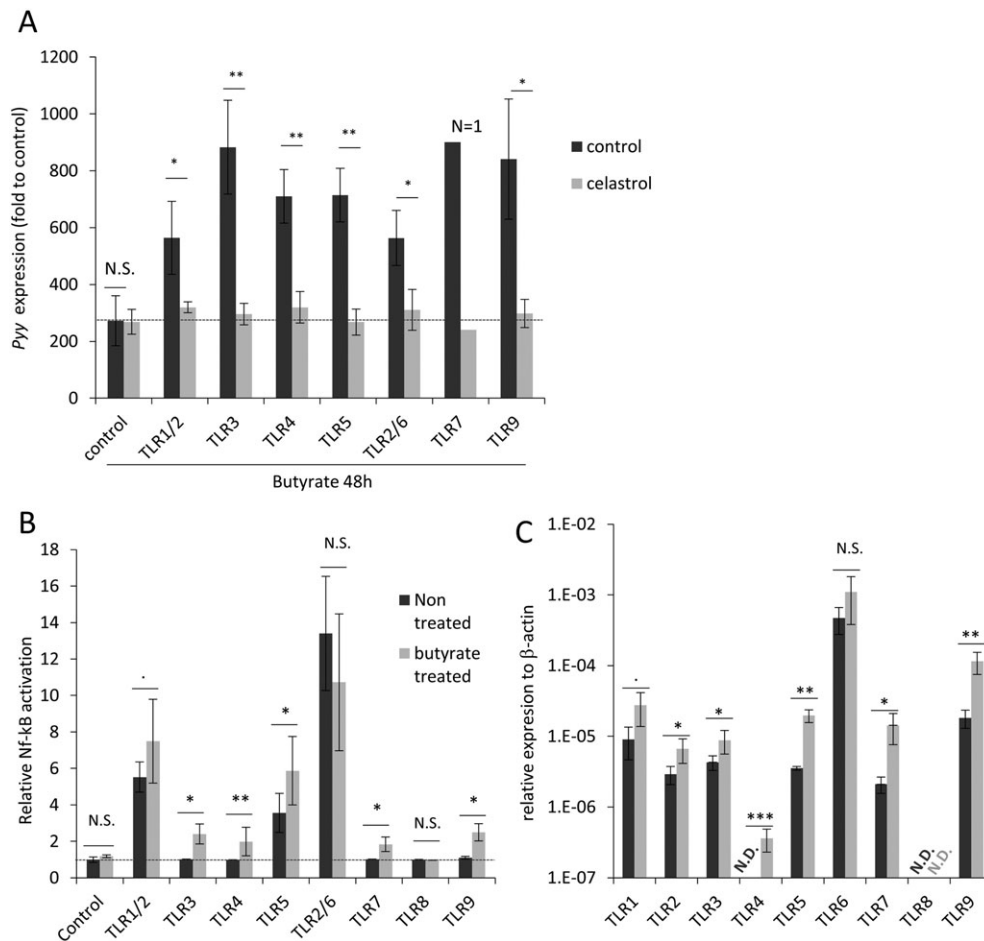 A
1200
1000
800
600
400
200
0
Pyy expression (fold to control)
N.S.
*
**
**
**
*
N=1
*
control
celastrol
control
TLR1/2
TLR3
TLR4
TLR5
TLR2/6
TLR7
TLR9
Butyrate 48h
B
18
16
14
12
10
8
6
4
2
0
Relative Nf-kB activation
N.S.
.
*
**
*
N.S.
*
N.S.
*
Non
treated
butyrate
treated
Control
TLR1/2
TLR3
TLR4
TLR5
TLR2/6
TLR7
TLR8
TLR9
C
1.E-02
1.E-03
1.E-04
1.E-05
1.E-06
1.E-07
relative expresion to β-actin
.
*
*
***
N.D.
**
N.S.
*
N.D.
N.D.
**
TLR1
TLR2
TLR3
TLR4
TLR5
TLR6
TLR7
TLR8
TLR9